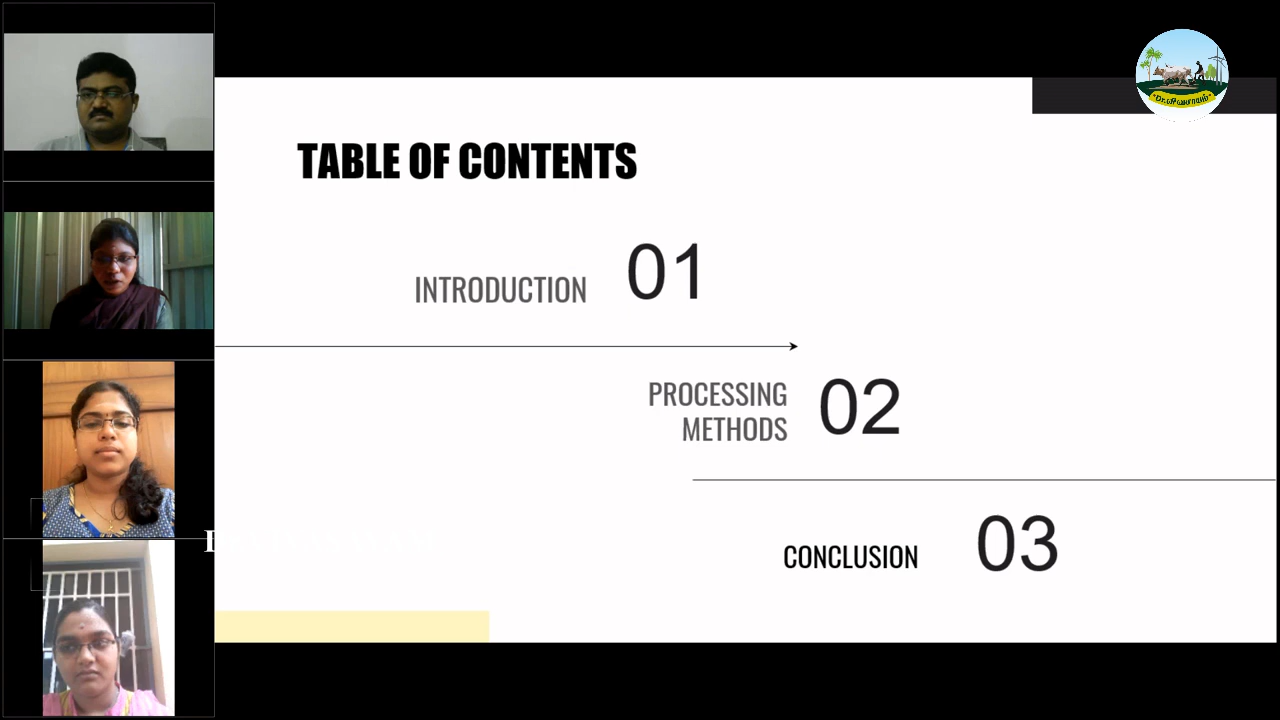 TABLE OF CONTENTS
INTRODUCTION 01
PROCESSING
METHODS 02
CONCLUSION 03